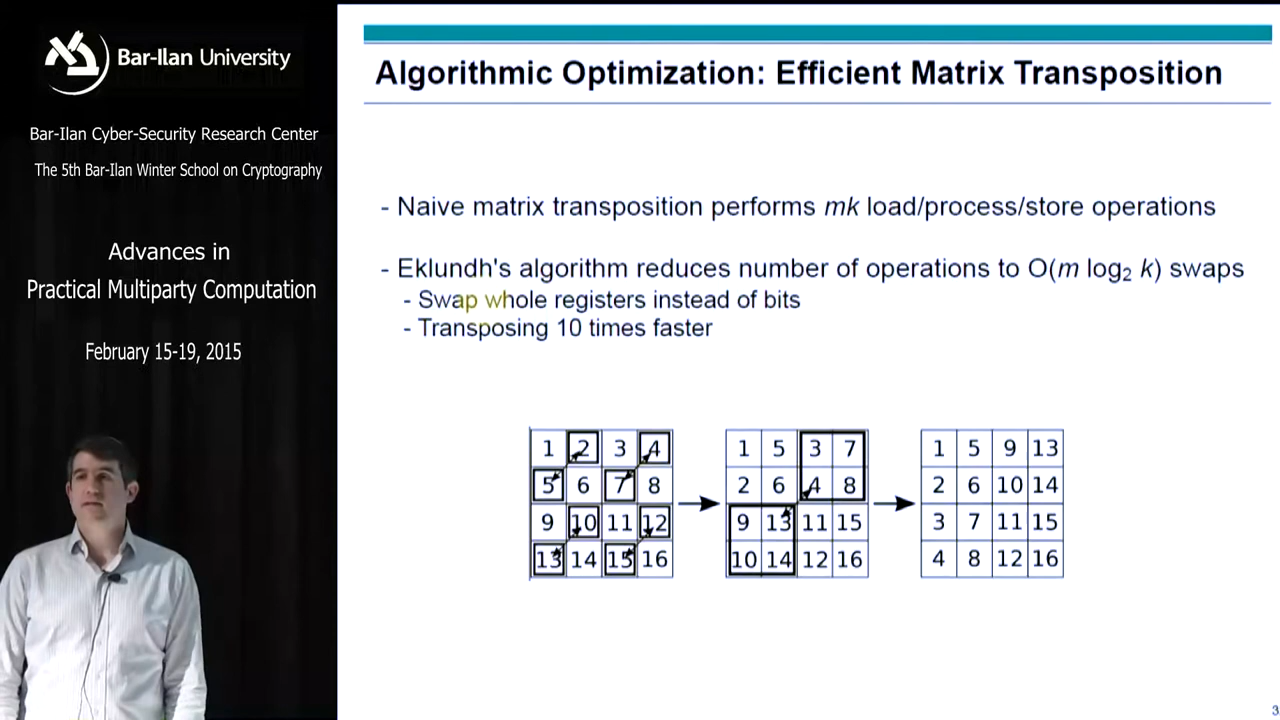 Bar-Ilan University
Bar-Ilan Cyber-Security Research Center
The 5th Bar-Ilan Winter School on Cryptography
Advances in
Practical Multiparty Computation
February 15-19, 2015
Algorithmic Optimization: Efficient Matrix Transposition
- Naive matrix transposition performs mk load/process/store operations
- Eklundh's algorithm reduces number of operations to O(m log₂ k) swaps
- Swap whole registers instead of bits
- Transposing 10 times faster
1 2 3 4
5 6 7 8
9 10 11 12
13 14 15 16
1 5 3 7
2 6 4 8
9 13 11 15
10 14 12 16
1 5 9 13
2 6 10 14
3 7 11 15
4 8 12 16
3